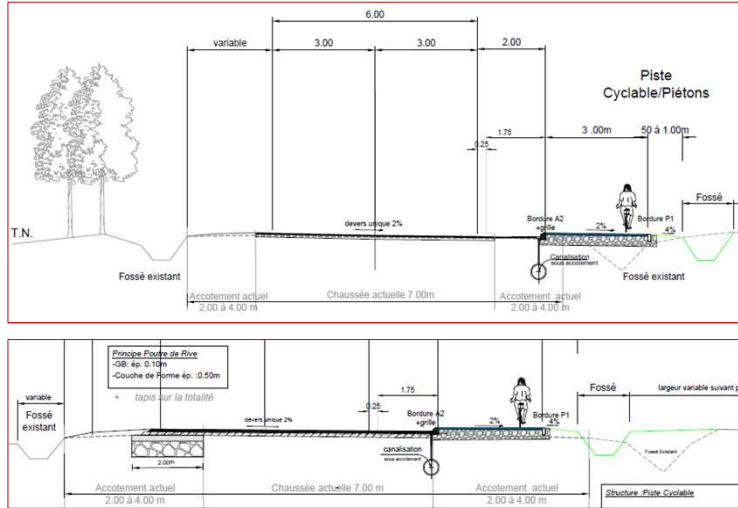 6.00
variable
3.00
3.00
2.00
Piste
Cyclable/Piétons
1.75
3 .00m
50 à 1.00m
0.25
Fossé
T.N.
devers unique 2%
Bordure A2
+grille
2%
Bordure P1
4%
Fossé existant
Canalisation
sous accotement
Fossé existant
Accotement actuel
2.00 à 4.00 m
Chaussée actuelle 7.00m
Accotement actuel
2.00 à 4.00 m
Principe Poutre de Rive
-GB: ép. 0.10m
-Couche de Forme ép. :0.50m
+ tapis sur la totalité
variable
Fossé
existant
1.75
0.25
devers unique 2%
Bordure A2
+grille
2%
Bordure P1
4%
Fossé
largeur variable suivant
2.00m
canalisation
sous accotement
Fossé Existant
Accotement actuel
2.00 à 4.00 m
Chaussée actuelle 7.00 m
Accotement actuel
2.00 à 4.00 m
Structure :Piste Cyclable